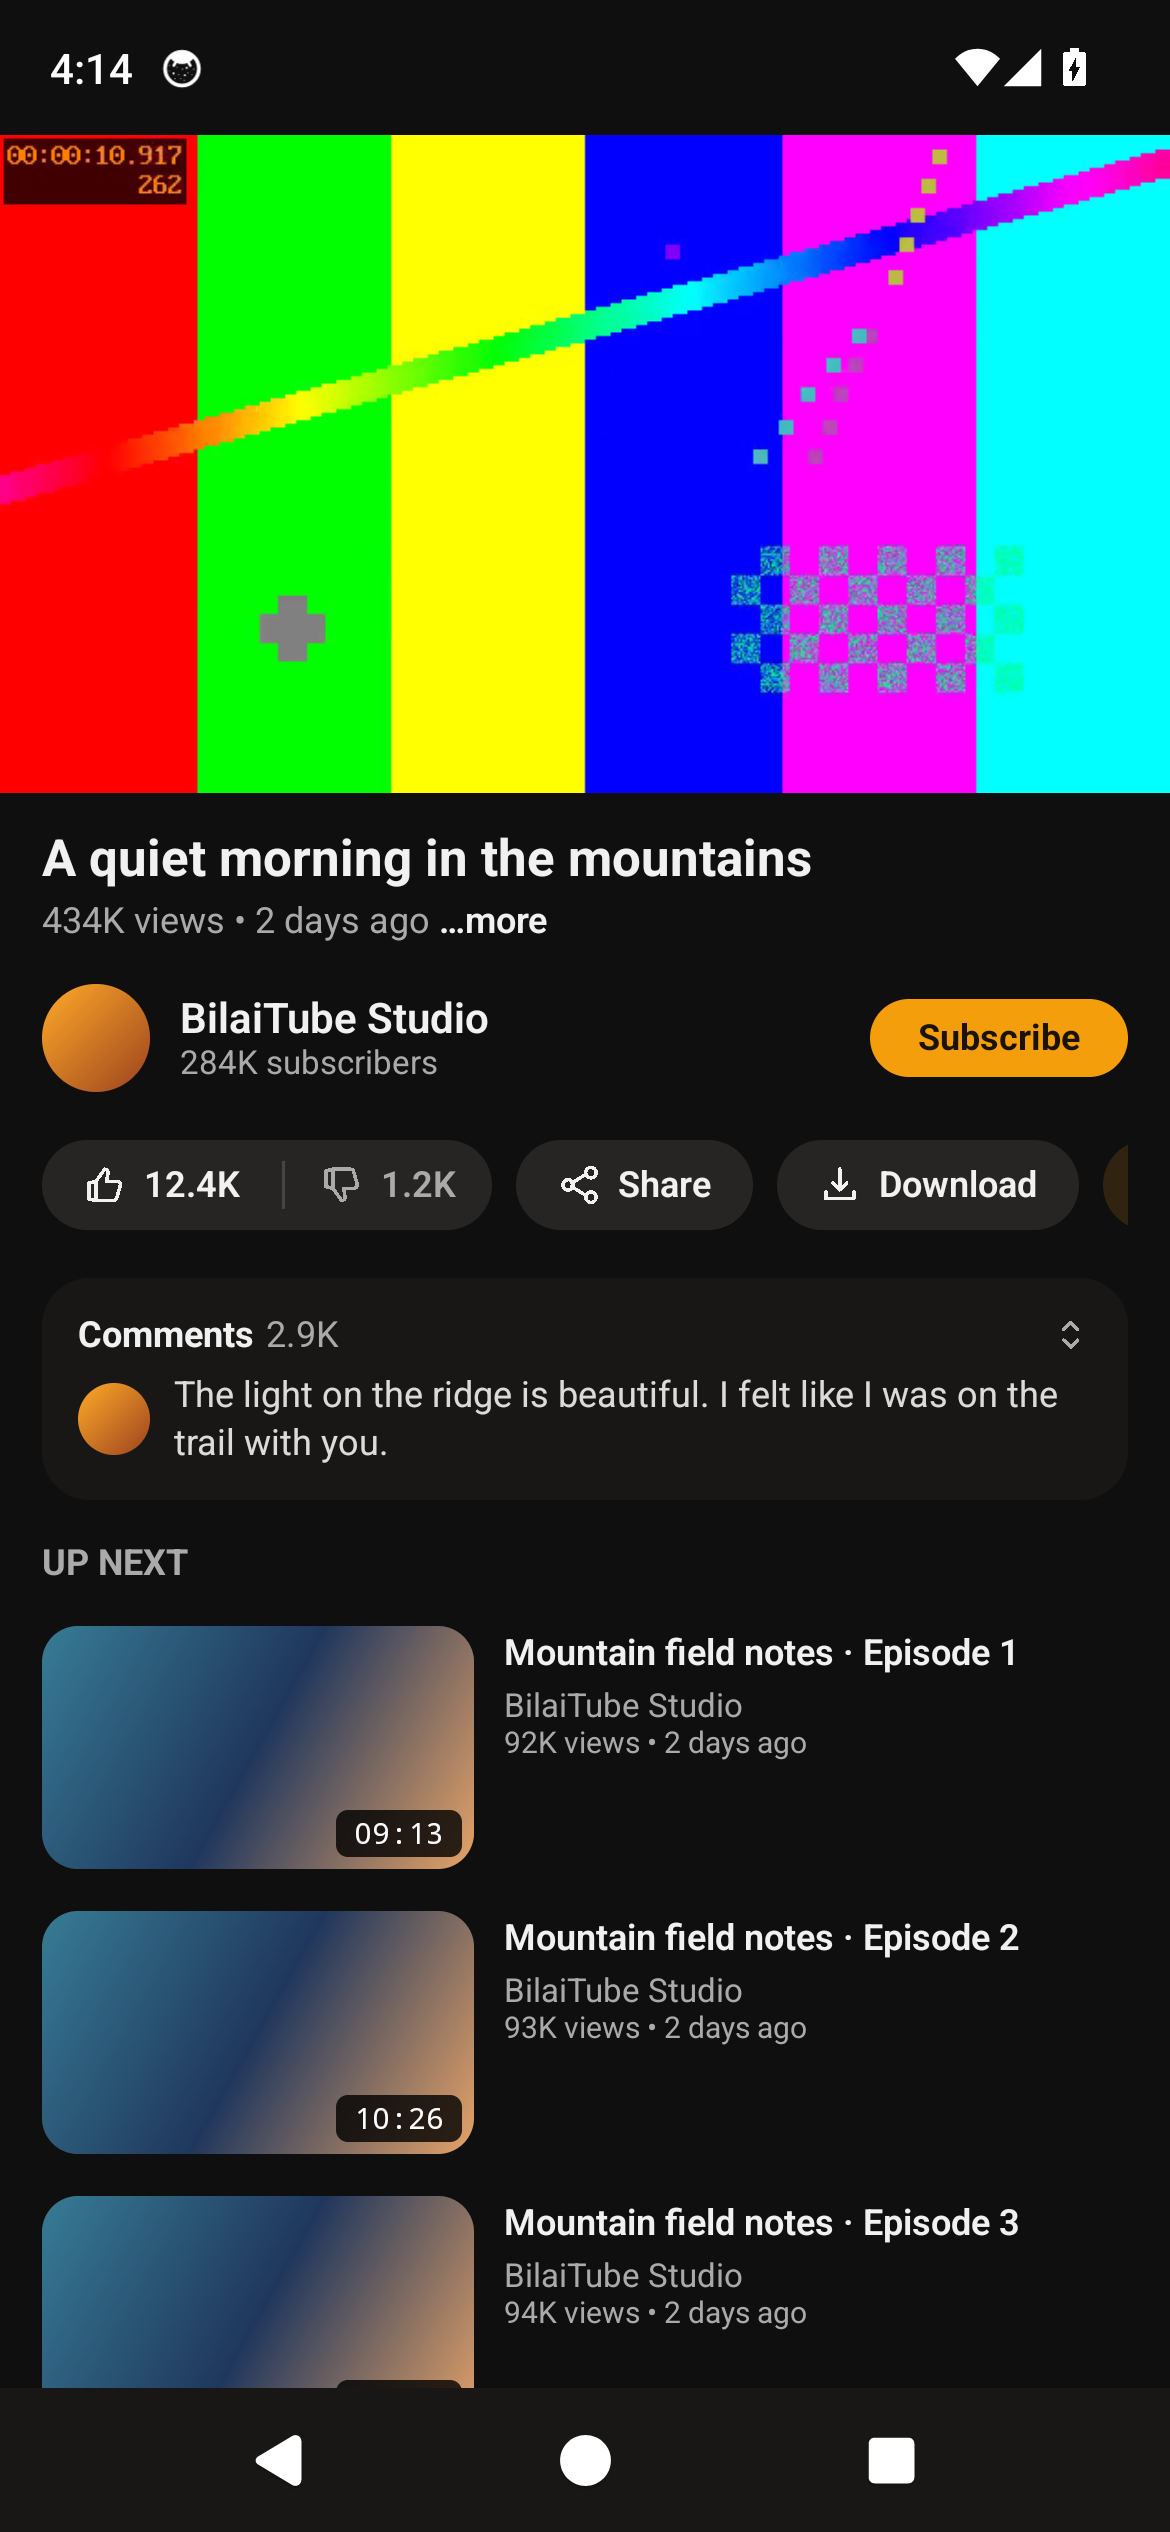 4:14
00:00:10.917
262
A quiet morning in the mountains
434K views • 2 days ago ...more
BilaiTube Studio
284K subscribers
Subscribe
12.4K
1.2K
Share
Download
Comments 2.9K
The light on the ridge is beautiful. I felt like I was on the
trail with you.
UP NEXT
Mountain field notes · Episode 1
BilaiTube Studio
92K views • 2 days ago
09:13
Mountain field notes · Episode 2
BilaiTube Studio
93K views • 2 days ago
10:26
Mountain field notes · Episode 3
BilaiTube Studio
94K views • 2 days ago